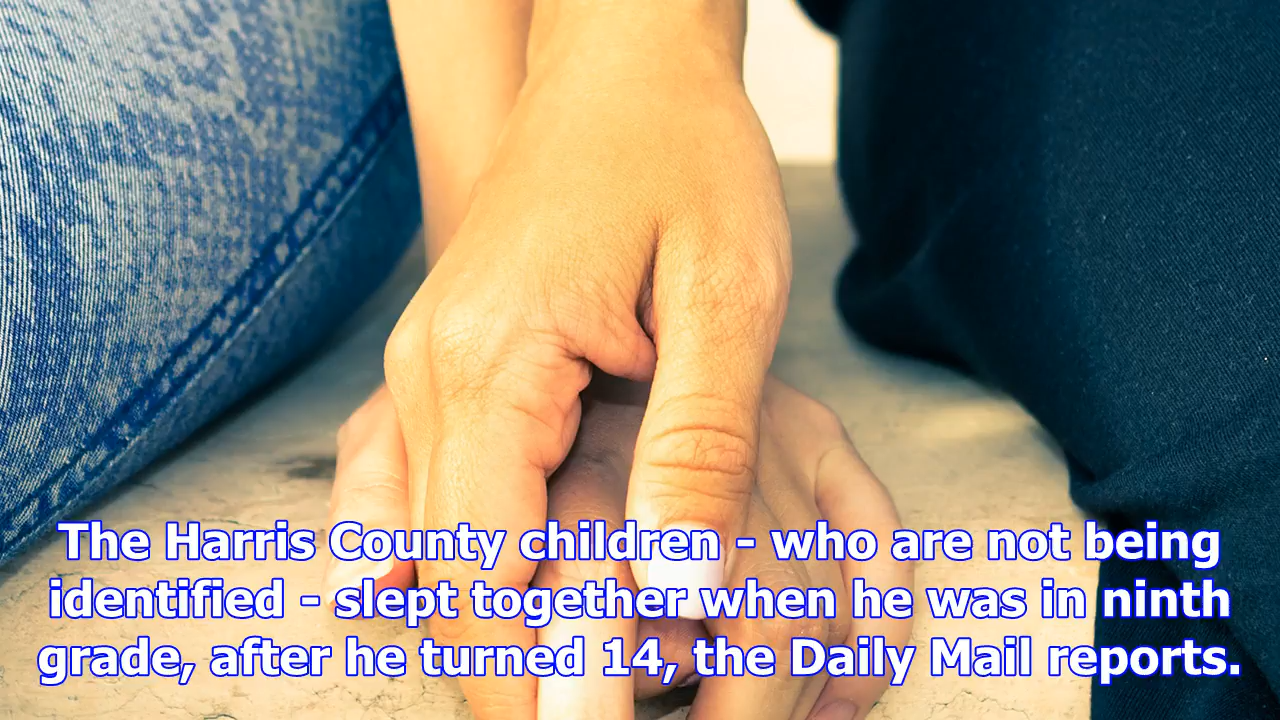 The Harris County children - who are not being
identified - slept together when he was in ninth
grade, after he turned 14, the Daily Mail reports.